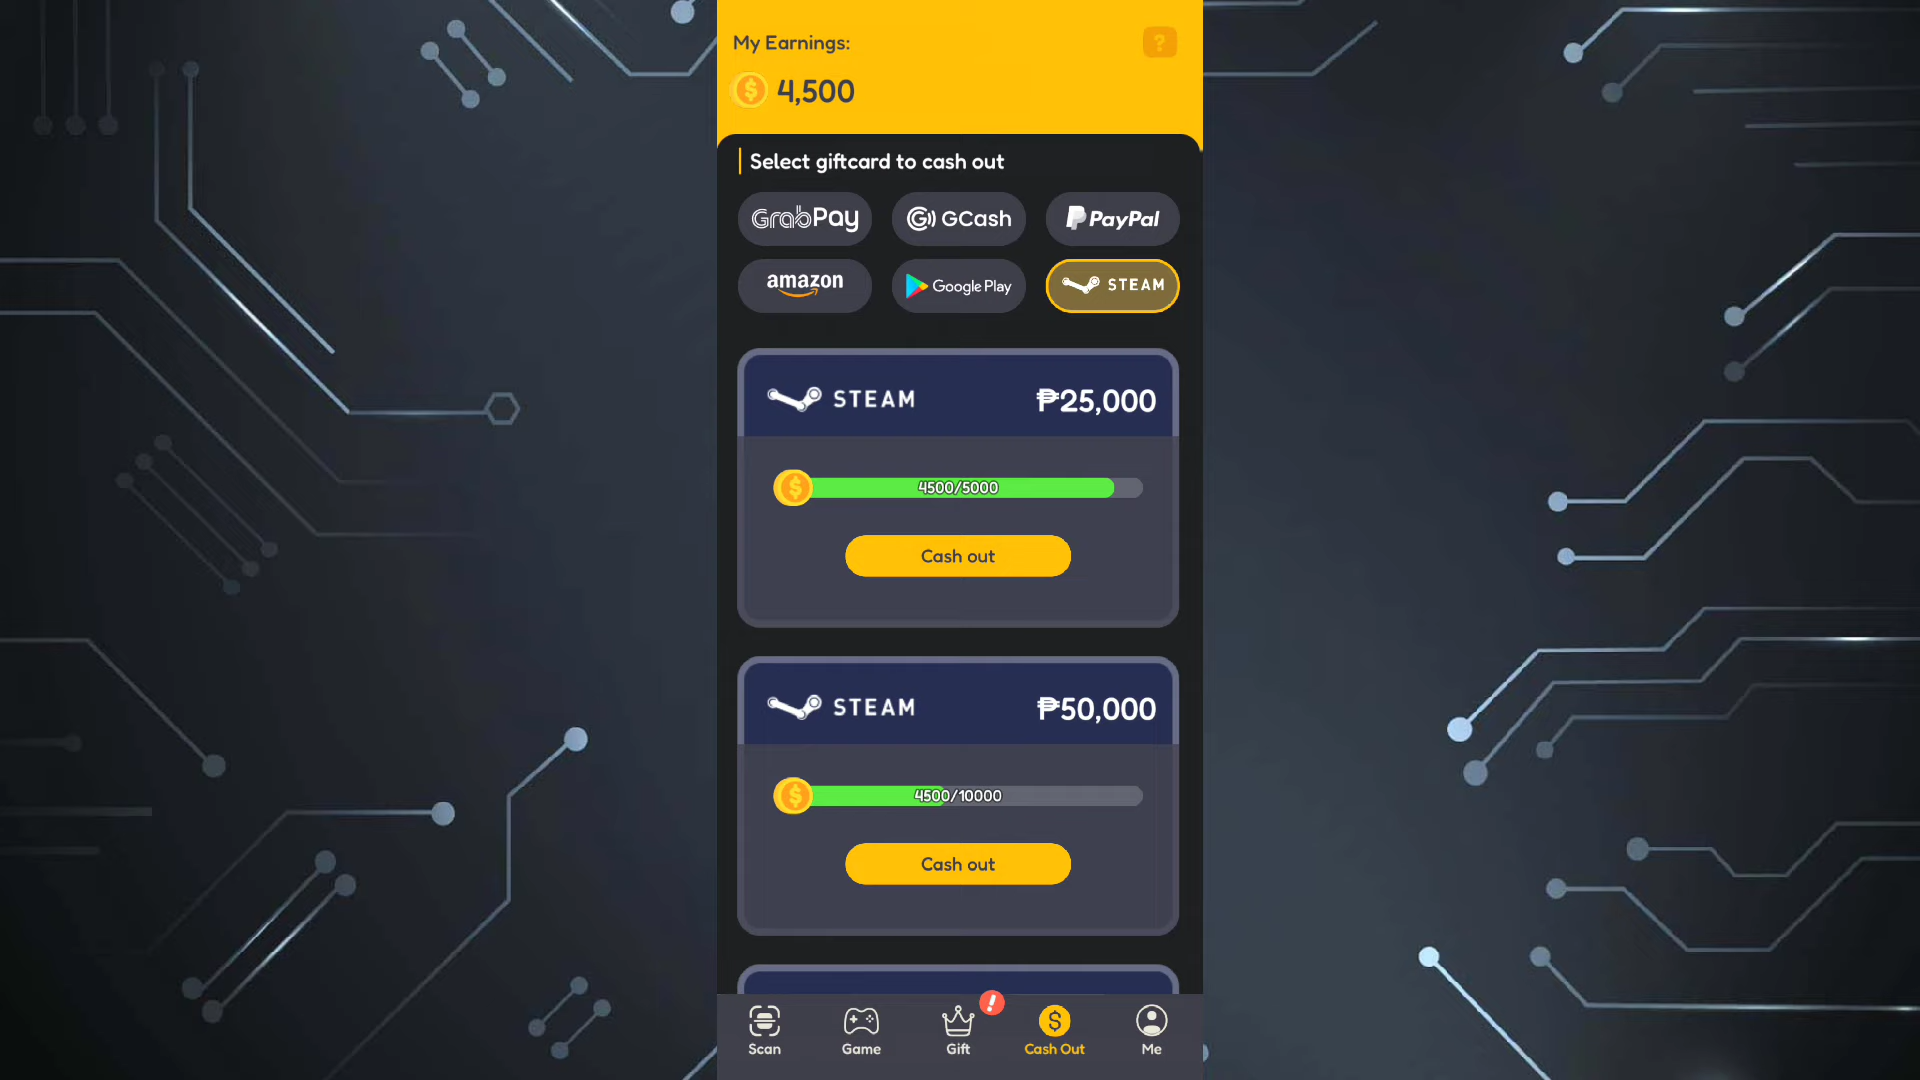 My Earnings:
?
$ 4,500
Select giftcard to cash out
GrabPay
GCash
PayPal
amazon
Google Play
STEAM
STEAM ₱25,000
$ 4500/5000
Cash out
STEAM ₱50,000
$ 4500/10000
Cash out
!
Scan
Game
Gift
$ Cash Out
Me